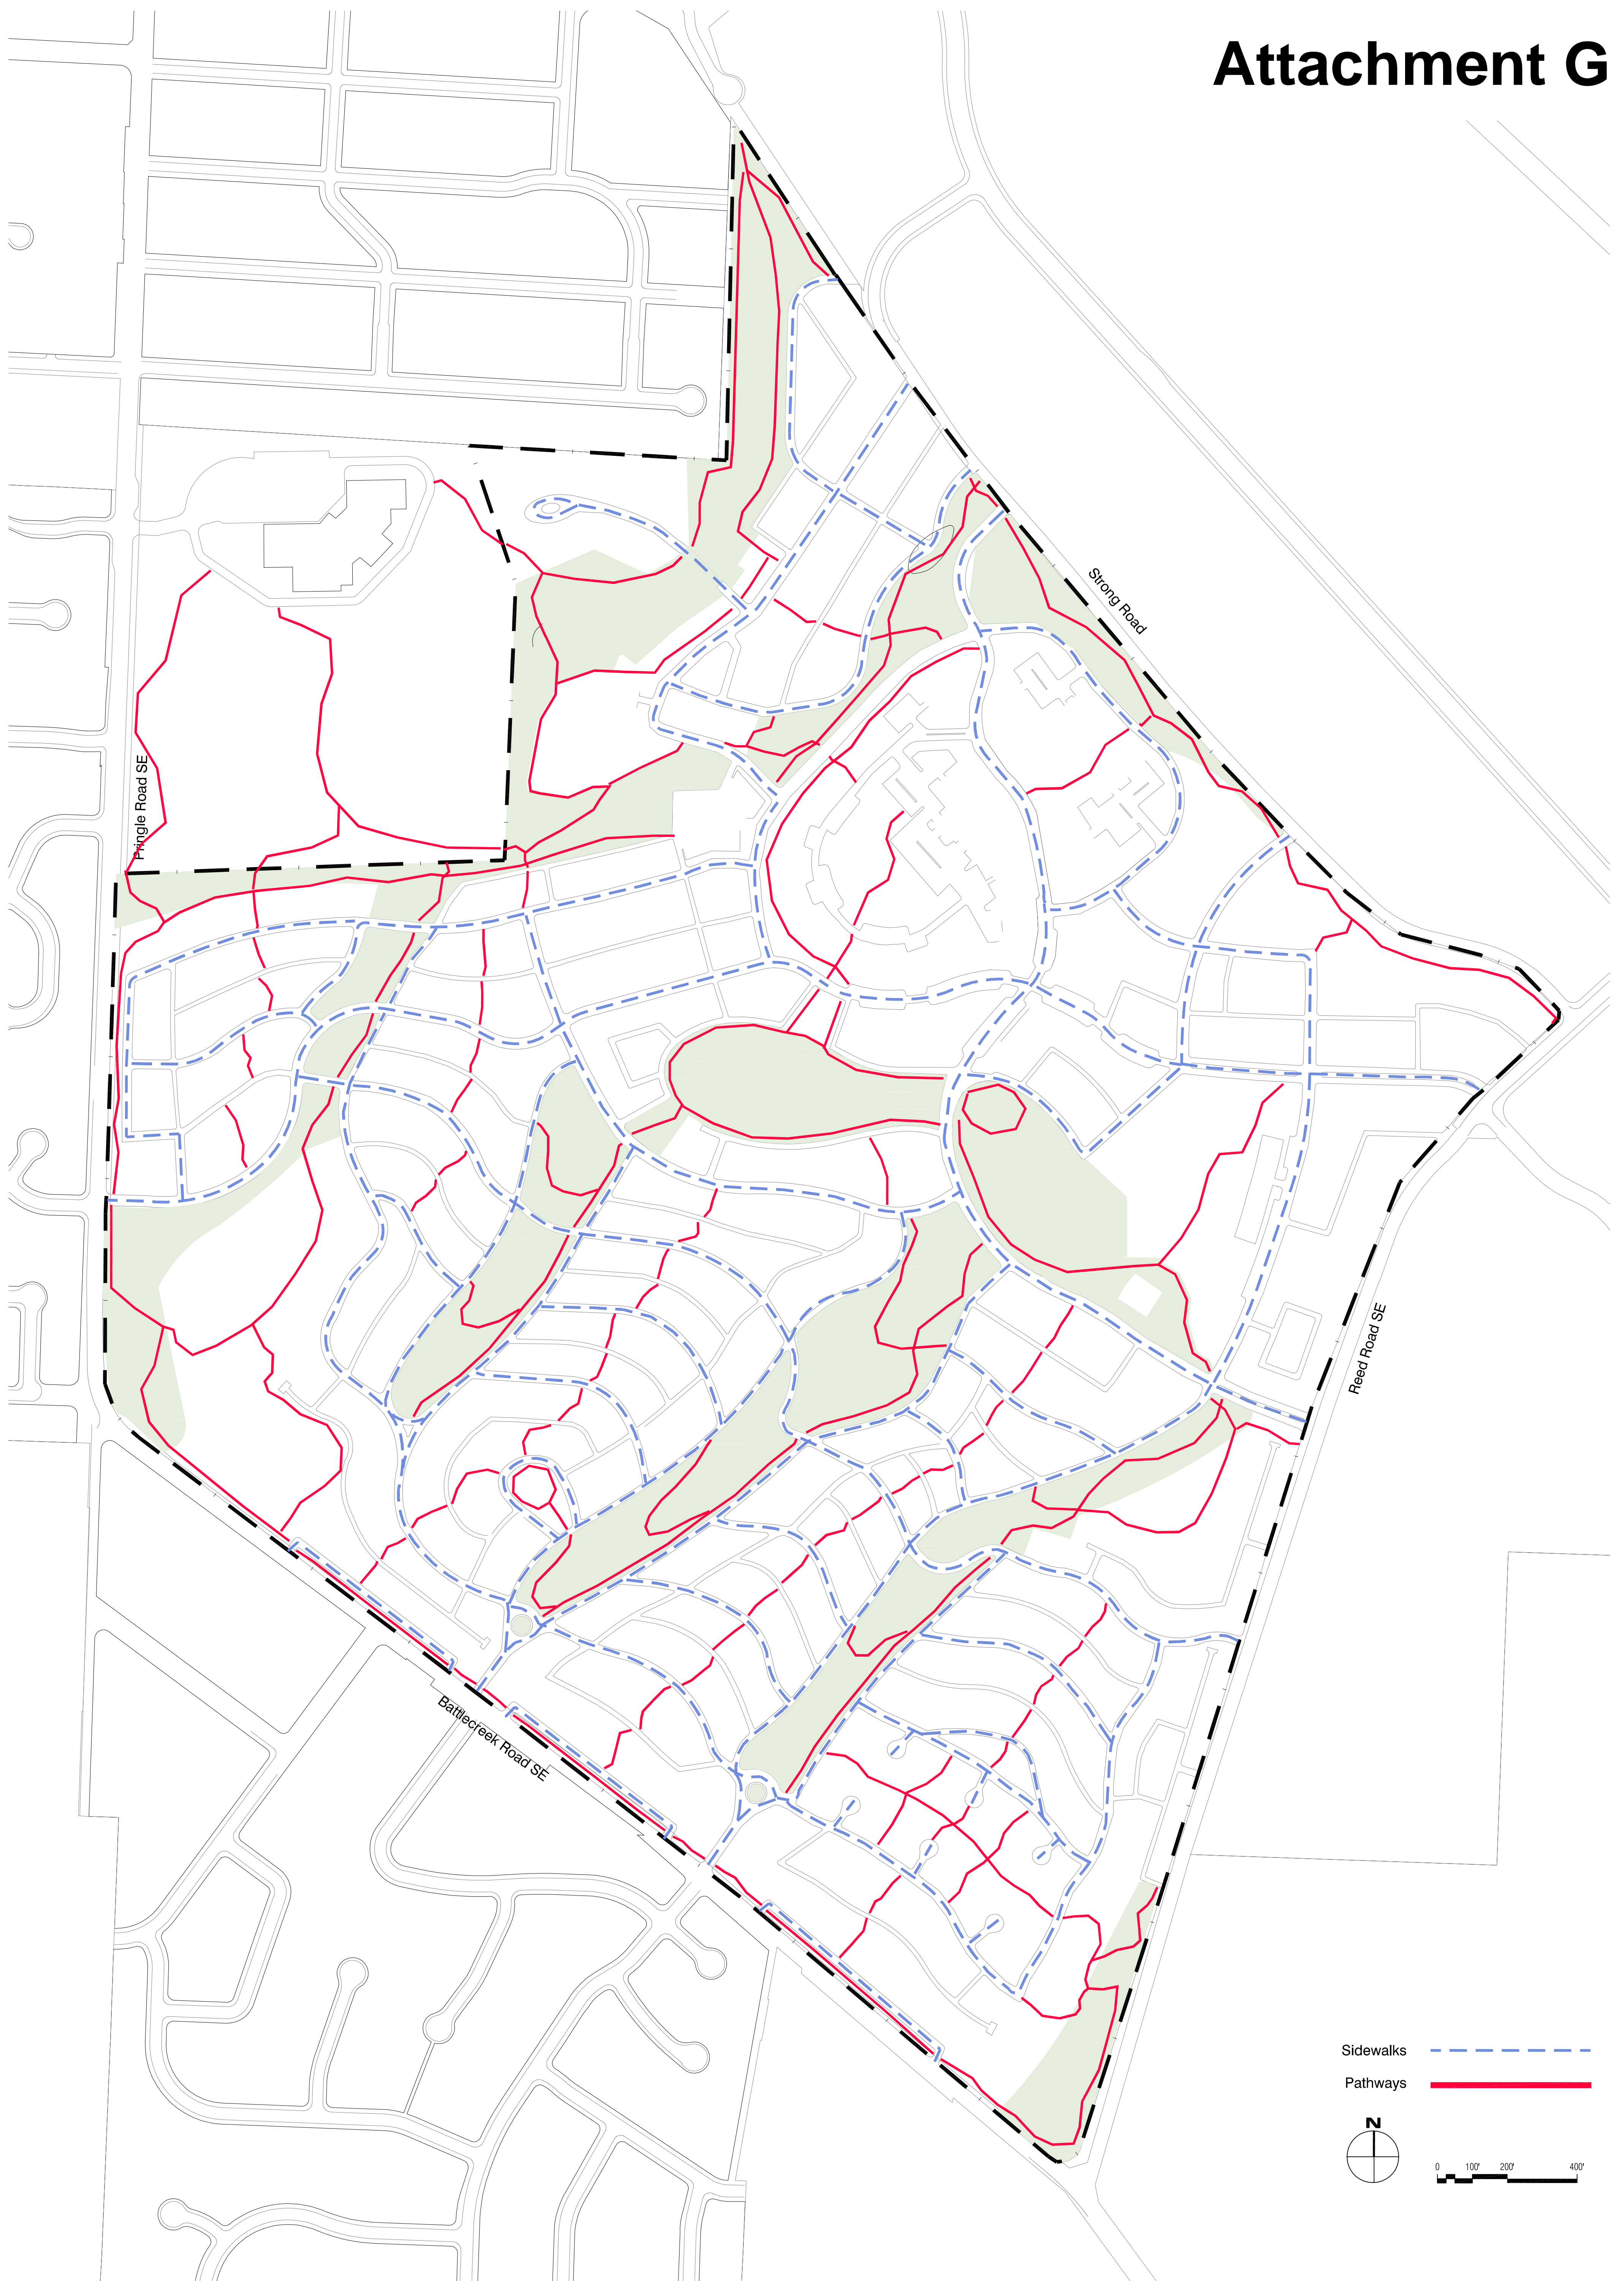 Attachment G
Strong Road
Pringle Road SE
Reed Road SE
Battlecreek Road SE
Sidewalks
Pathways
N
0 100' 200' 400'